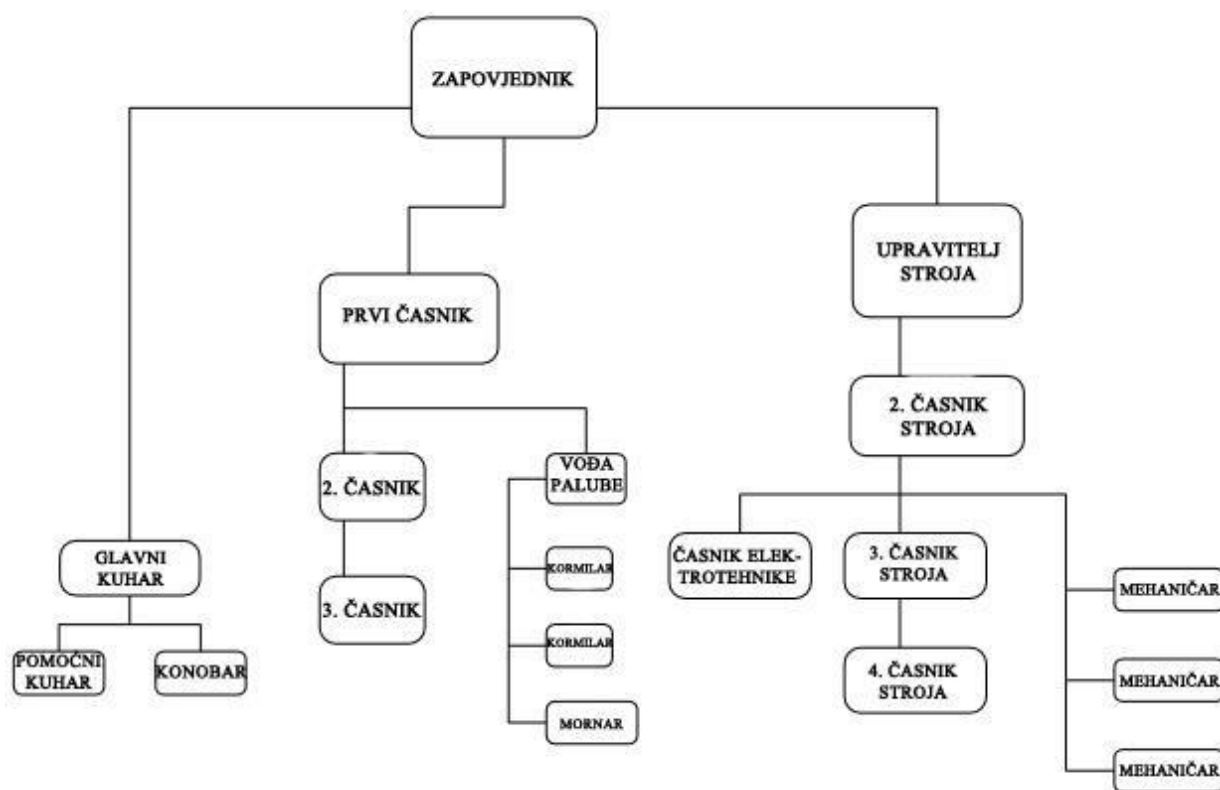 ZAPOVJEDNIK
UPRAVITELJ
STROJA
PRVI ČASNIK
2. ČASNIK
STROJA
2. ČASNIK
VOĐA
PALUBE
GLAVNI
KUHAR
3. ČASNIK
KORMILAR
ČASNIK ELEK-
TROTEHNIKE
3. ČASNIK
STROJA
MEHANIČAR
POMOĆNI
KUHAR
KONOBAR
KORMILAR
4. ČASNIK
STROJA
MEHANIČAR
MORNAR
MEHANIČAR